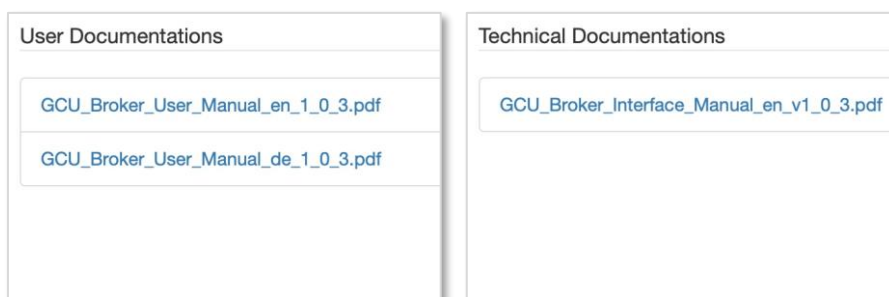 User Documentations
GCU_Broker_User_Manual_en_1_0_3.pdf
GCU_Broker_User_Manual_de_1_0_3.pdf
Technical Documentations
GCU_Broker_Interface_Manual_en_v1_0_3.pdf